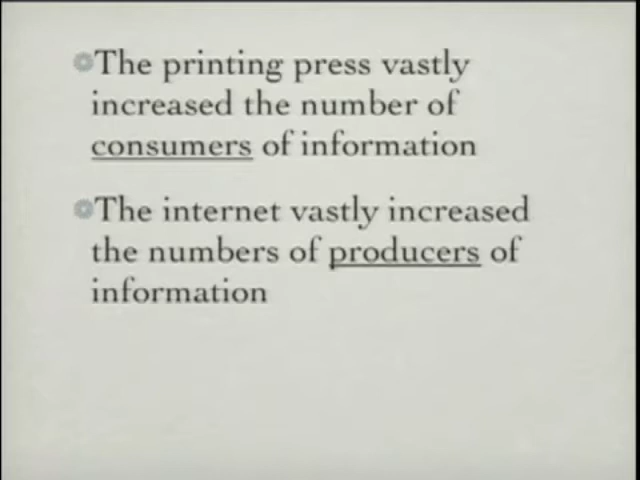 The printing press vastly
increased the number of
consumers of information
The internet vastly increased
the numbers of producers of
information